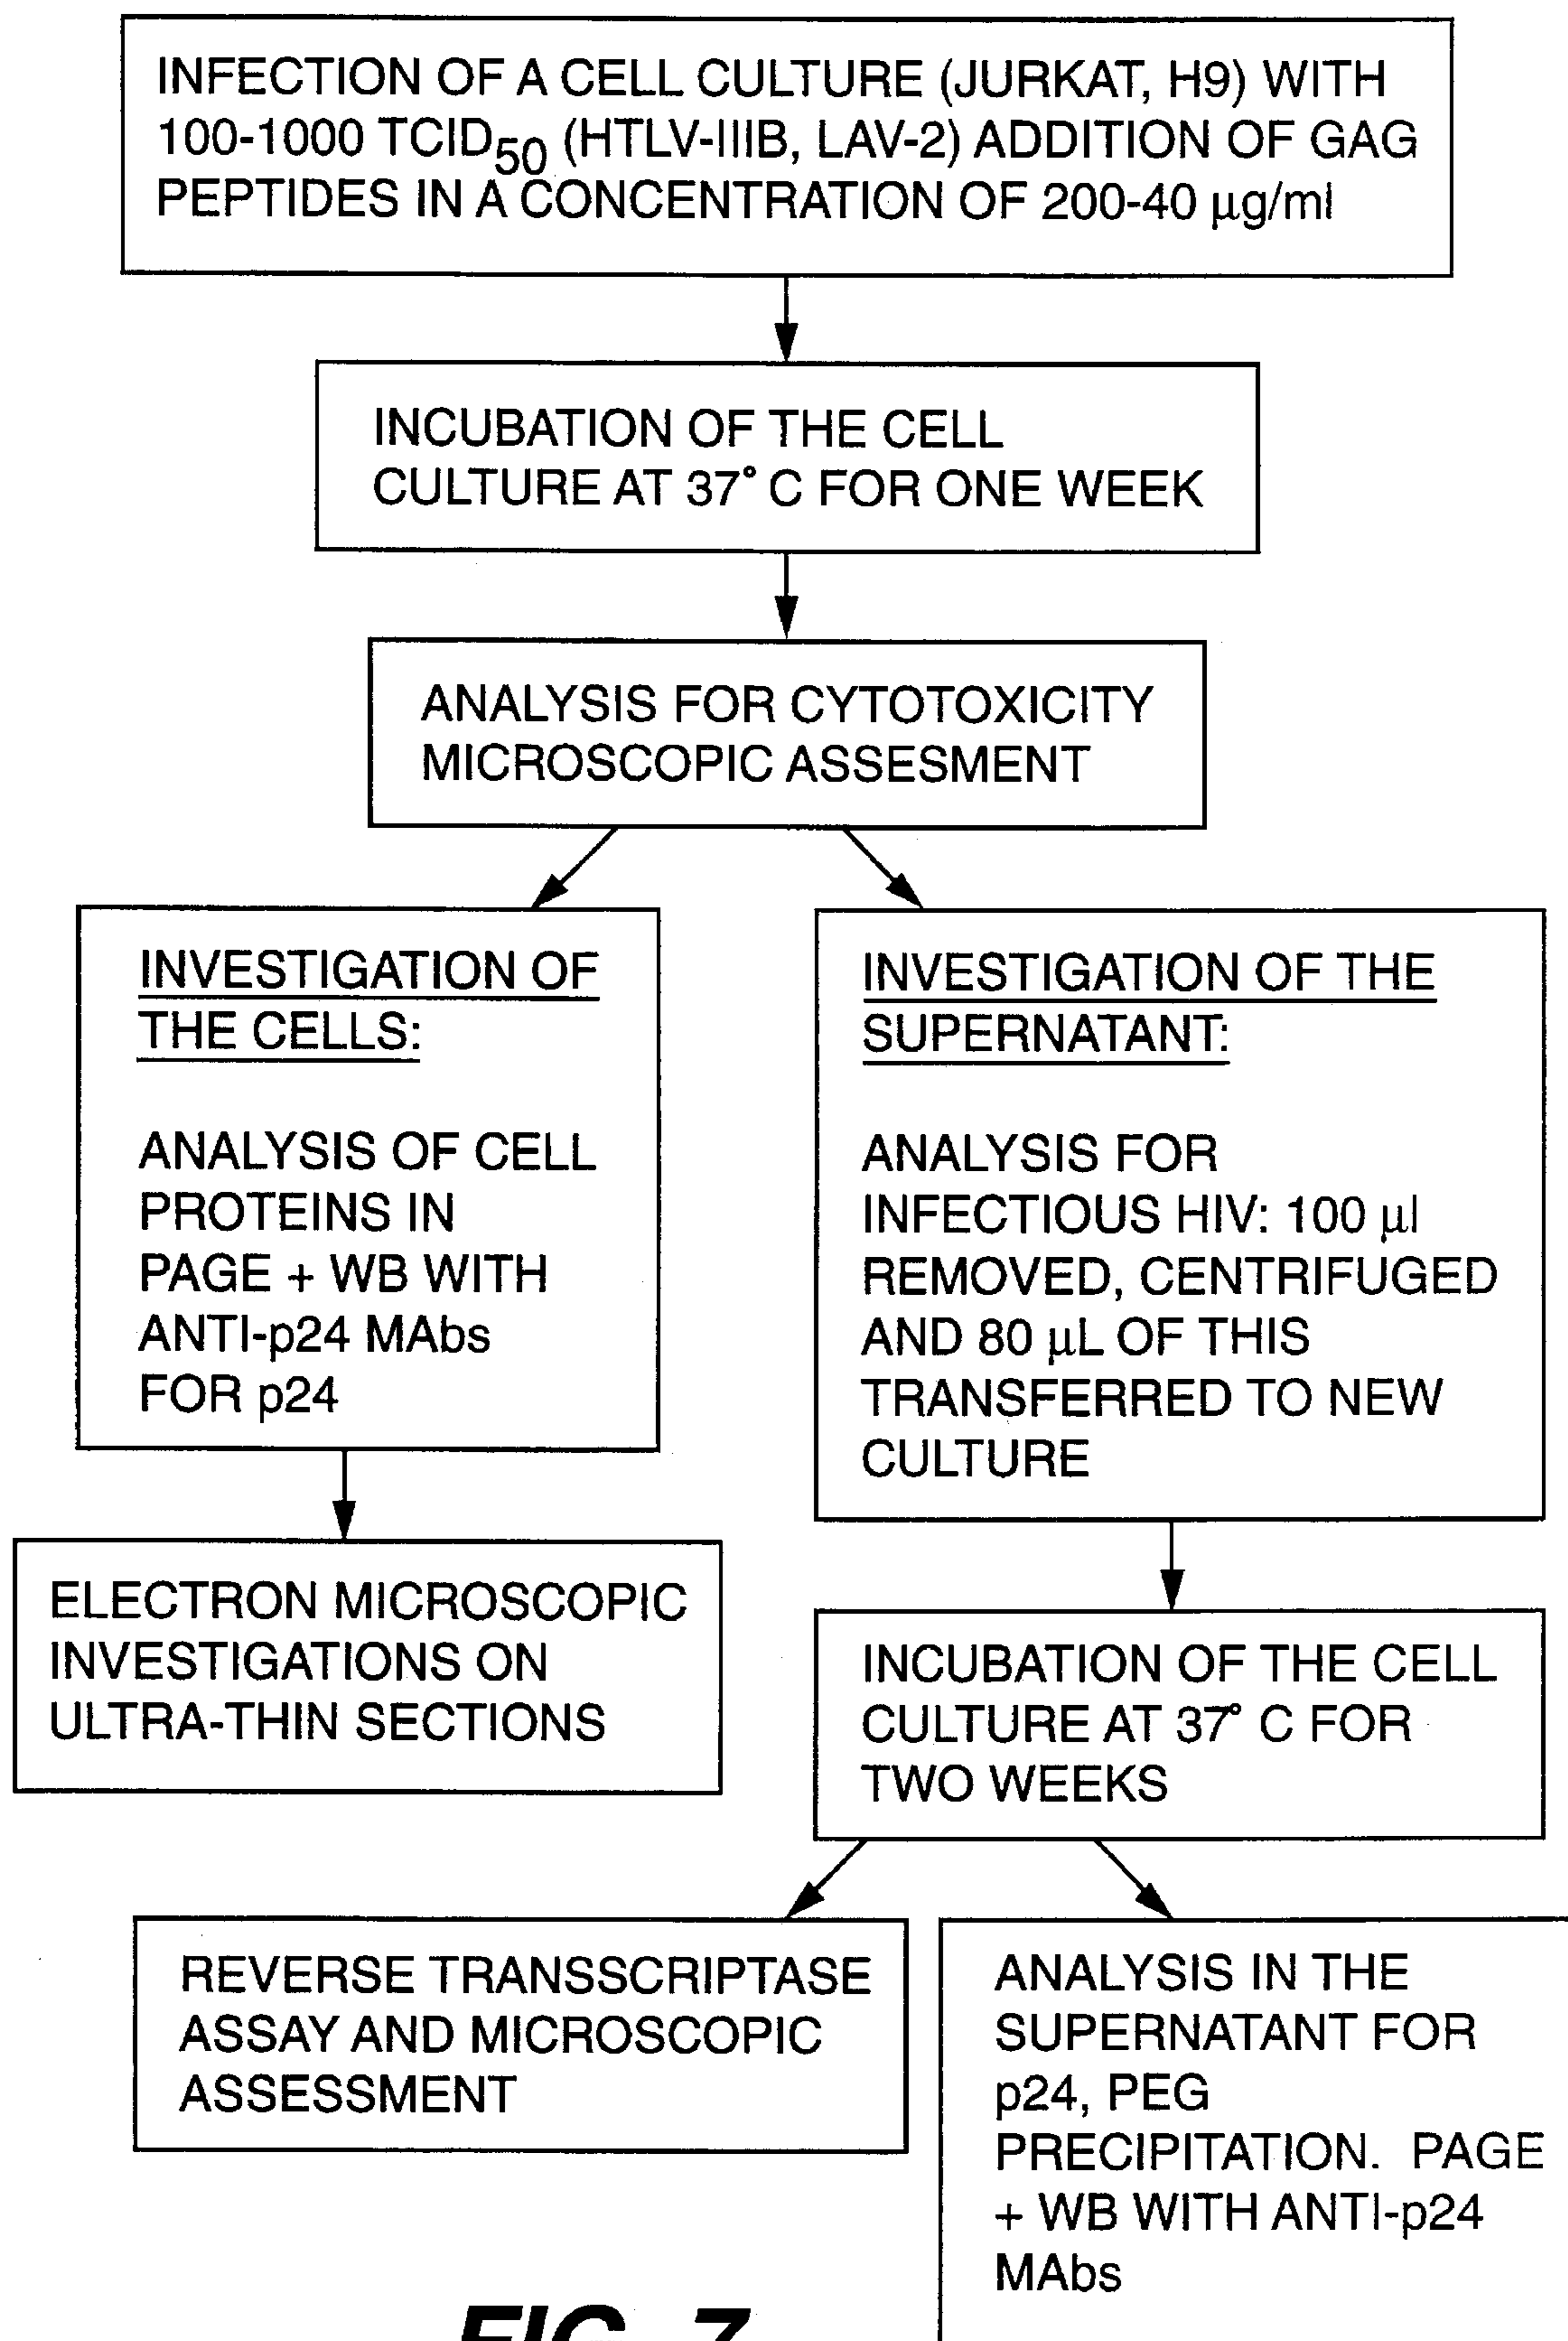 INFECTION OF A CELL CULTURE (JURKAT, H9) WITH
100-1000 TCID50 (HTLV-IIIB, LAV-2) ADDITION OF GAG
PEPTIDES IN A CONCENTRATION OF 200-40 µg/ml
INCUBATION OF THE CELL
CULTURE AT 37° C FOR ONE WEEK
ANALYSIS FOR CYTOTOXICITY
MICROSCOPIC ASSESMENT
INVESTIGATION OF
THE CELLS:
ANALYSIS OF CELL
PROTEINS IN
PAGE + WB WITH
ANTI-p24 MAbs
FOR p24
ELECTRON MICROSCOPIC
INVESTIGATIONS ON
ULTRA-THIN SECTIONS
INVESTIGATION OF THE
SUPERNATANT:
ANALYSIS FOR
INFECTIOUS HIV: 100 µl
REMOVED, CENTRIFUGED
AND 80 µL OF THIS
TRANSFERRED TO NEW
CULTURE
INCUBATION OF THE CELL
CULTURE AT 37° C FOR
TWO WEEKS
REVERSE TRANSSCRIPTASE
ASSAY AND MICROSCOPIC
ASSESSMENT
ANALYSIS IN THE
SUPERNATANT FOR
p24, PEG
PRECIPITATION. PAGE
+ WB WITH ANTI-p24
MAbs
FIG. 7